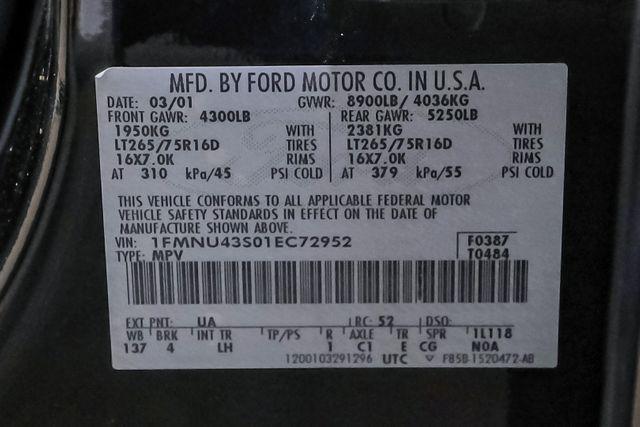 MFD. BY FORD MOTOR CO. IN U.S.A.
DATE: 03/01 GVWR: 8900LB/ 4036KG
FRONT GAWR: 4300LB REAR GAWR: 5250LB
1950KG WITH 2381KG WITH
LT265/75R16D TIRES LT265/75R16D TIRES
16X7.0K RIMS 16X7.0K RIMS
AT 310 kPa/45 PSI COLD AT 379 kPa/55 PSI COLD
THIS VEHICLE CONFORMS TO ALL APPLICABLE FEDERAL MOTOR
VEHICLE SAFETY STANDARDS IN EFFECT ON THE DATE OF
MANUFACTURE SHOWN ABOVE.
VIN: 1FMNU43S01EC72952 F0387
TYPE: MPV T0484
EXT PNT: UA RC: 52 DSO:
WB BRK INT TR TP/PS R AXLE TR SPR 1L118
137 4 LH 1 C1 E CG N0A
1200103291296 UTC F85B-1520472-AB